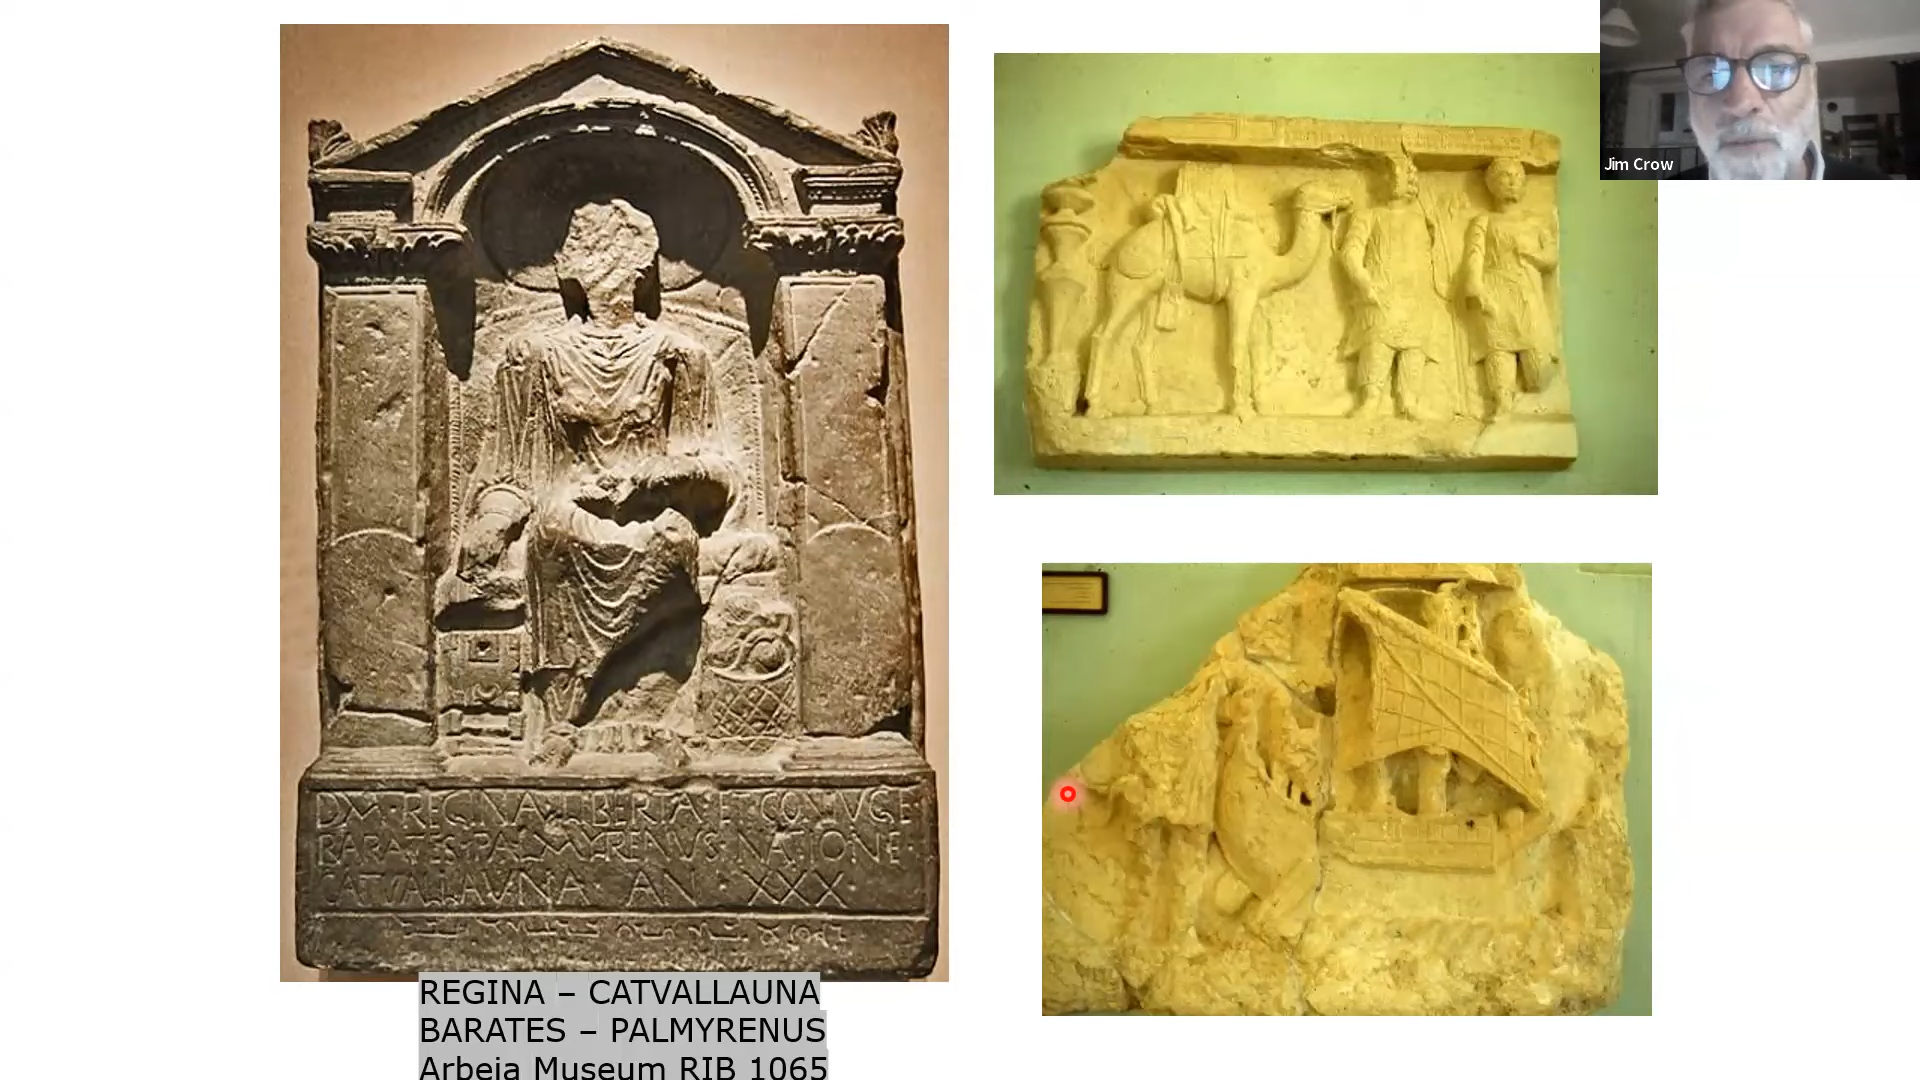 D M REGINA LIBERTA ET CONIVGE
BARATES PALMYRENVS NATIONE
CATVALLAVNA AN XXX
REGINA – CATVALLAUNA
BARATES – PALMYRENUS
Arbeia Museum RIB 1065
Jim Crow